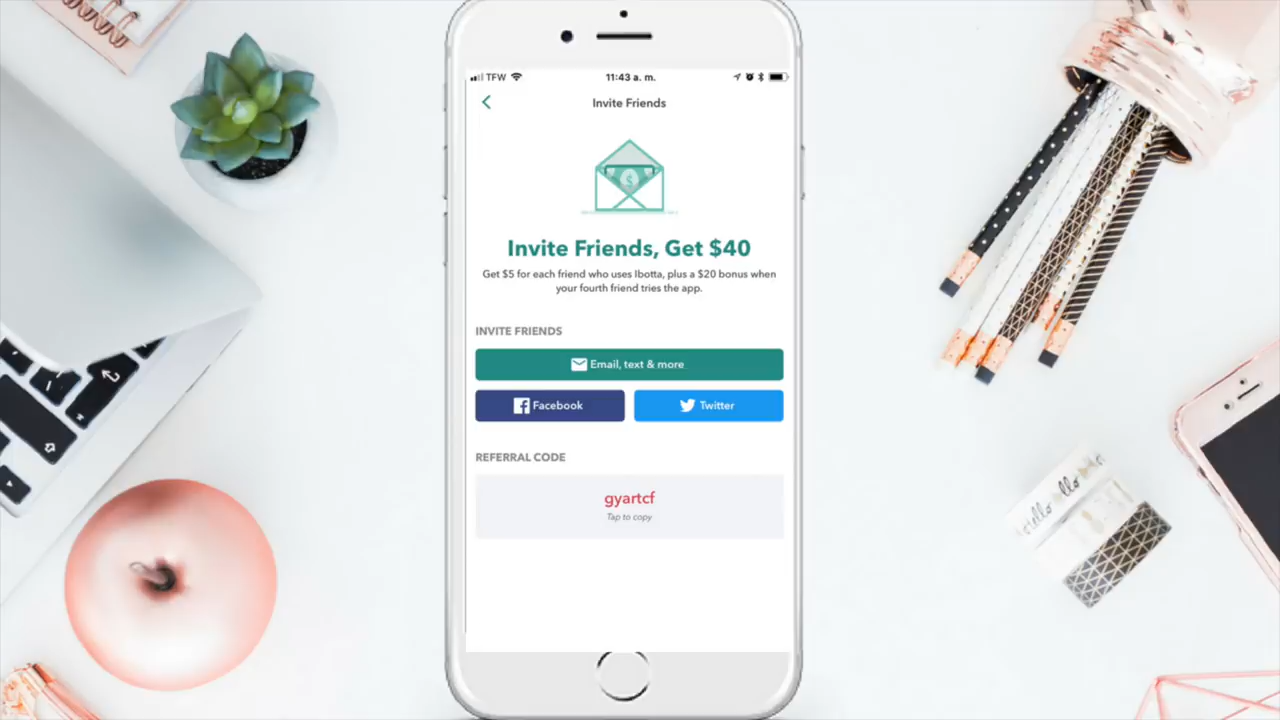 TFW
11:43 a. m.
Invite Friends
Invite Friends, Get $40
Get $5 for each friend who uses Ibotta, plus a $20 bonus when
your fourth friend tries the app.
INVITE FRIENDS
Email, text & more
Facebook
Twitter
REFERRAL CODE
gyartcf
Tap to copy
Hello